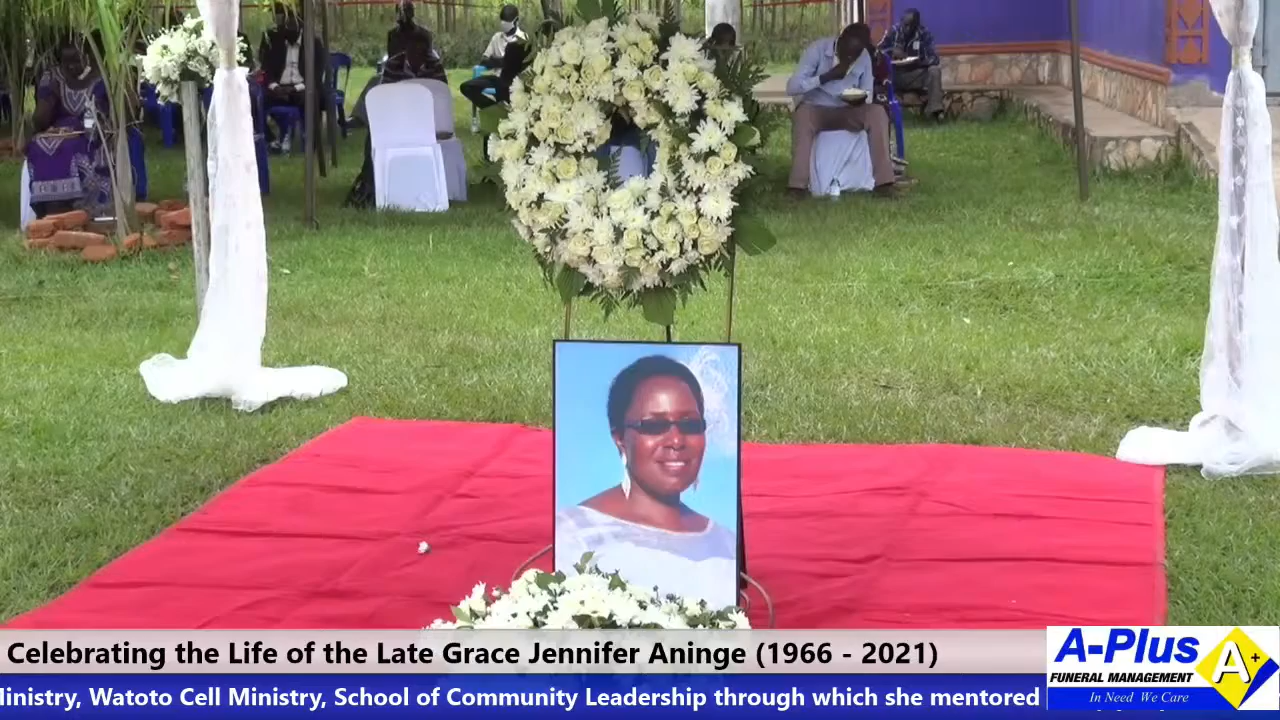 Celebrating the Life of the Late Grace Jennifer Aninge (1966 - 2021)
Ministry, Watoto Cell Ministry, School of Community Leadership through which she mentored
A-Plus
FUNERAL MANAGEMENT
In Need We Care
A+